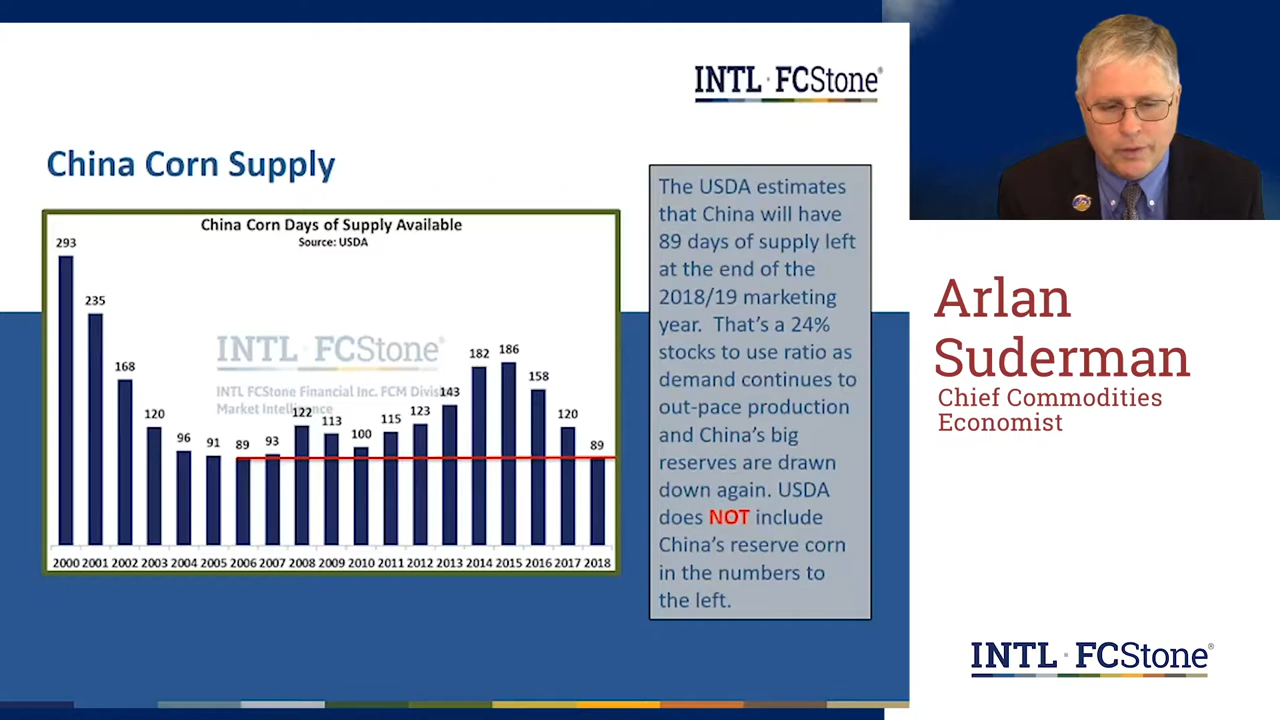 INTL FCStone®
China Corn Supply
China Corn Days of Supply Available
Source: USDA
293
235
168
120
96
91
89
93
122
113
100
115
123
143
182
186
158
120
89
INTL FCStone®
INTL FCStone Financial Inc. FCM Divis
Market Intelligence
2000 2001 2002 2003 2004 2005 2006 2007 2008 2009 2010 2011 2012 2013 2014 2015 2016 2017 2018
The USDA estimates
that China will have
89 days of supply left
at the end of the
2018/19 marketing
year. That's a 24%
stocks to use ratio as
demand continues to
out-pace production
and China's big
reserves are drawn
down again. USDA
does NOT include
China's reserve corn
in the numbers to
the left.
Arlan
Suderman
Chief Commodities
Economist
INTL FCStone®